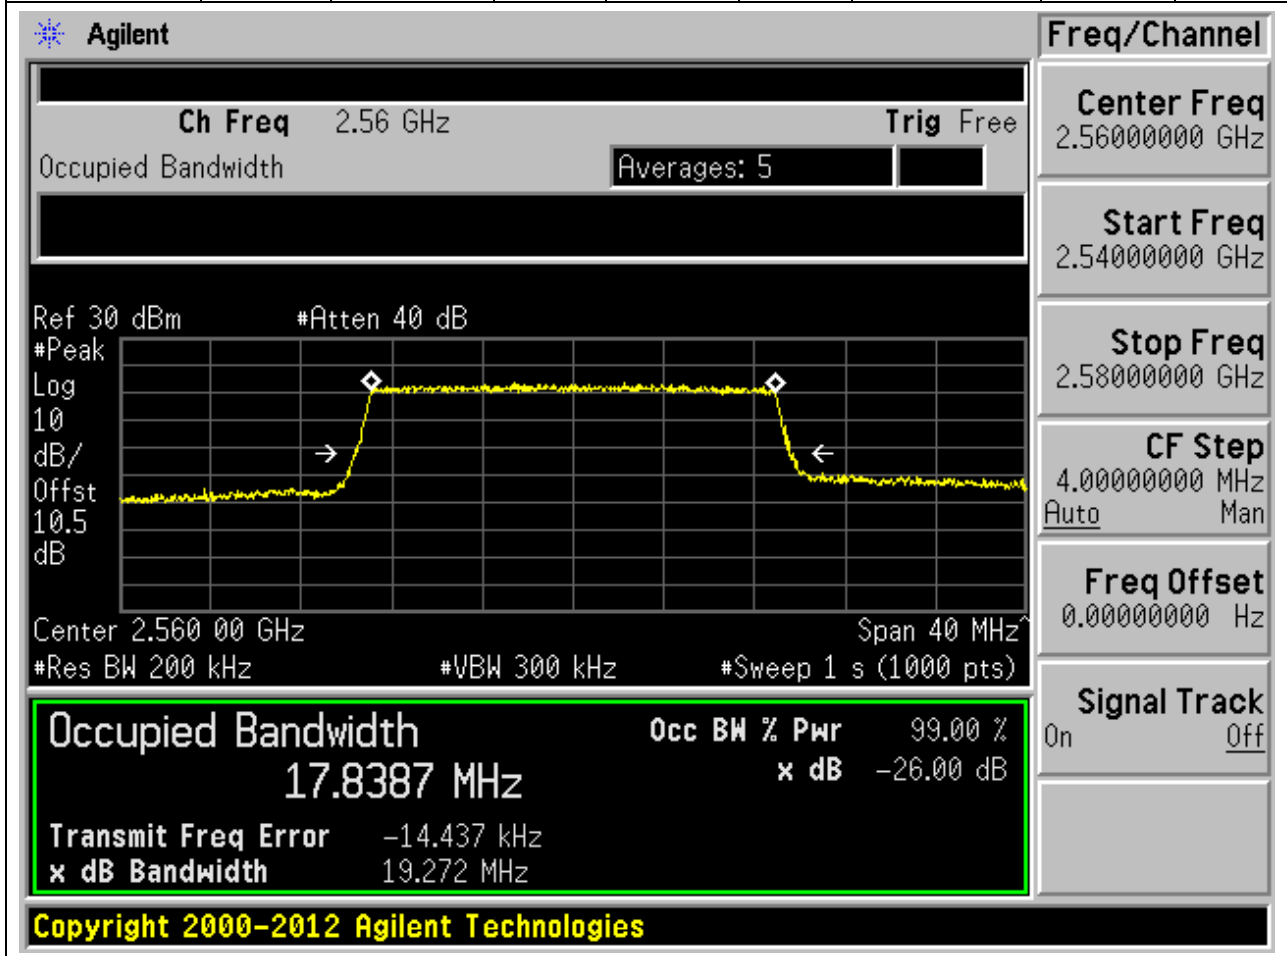 Agilent
Freq/Channel
Ch Freq 2.56 GHz Trig Free
Occupied Bandwidth Averages: 5
Center Freq
2.56000000 GHz
Start Freq
2.54000000 GHz
Stop Freq
2.58000000 GHz
CF Step
4.00000000 MHz
Auto Man
Freq Offset
0.00000000 Hz
Signal Track
On Off
Ref 30 dBm #Atten 40 dB
#Peak
Log
10
dB/
Offst
10.5
dB
Center 2.560 00 GHz Span 40 MHz^
#Res BW 200 kHz #VBW 300 kHz #Sweep 1 s (1000 pts)
Occupied Bandwidth
17.8387 MHz
Occ BW % Pwr 99.00 %
x dB -26.00 dB
Transmit Freq Error -14.437 kHz
x dB Bandwidth 19.272 MHz
Copyright 2000-2012 Agilent Technologies